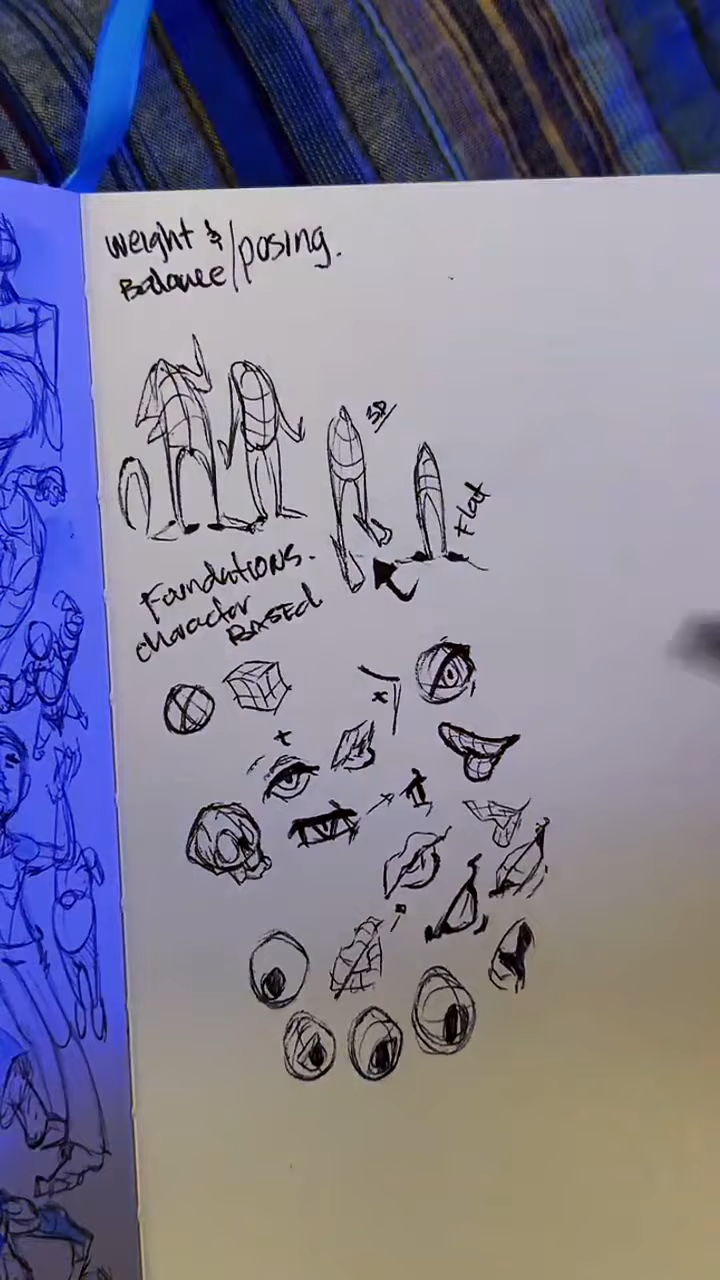 weight & /posing.
Balance
3D
Flat
Foundations.
character
BASED